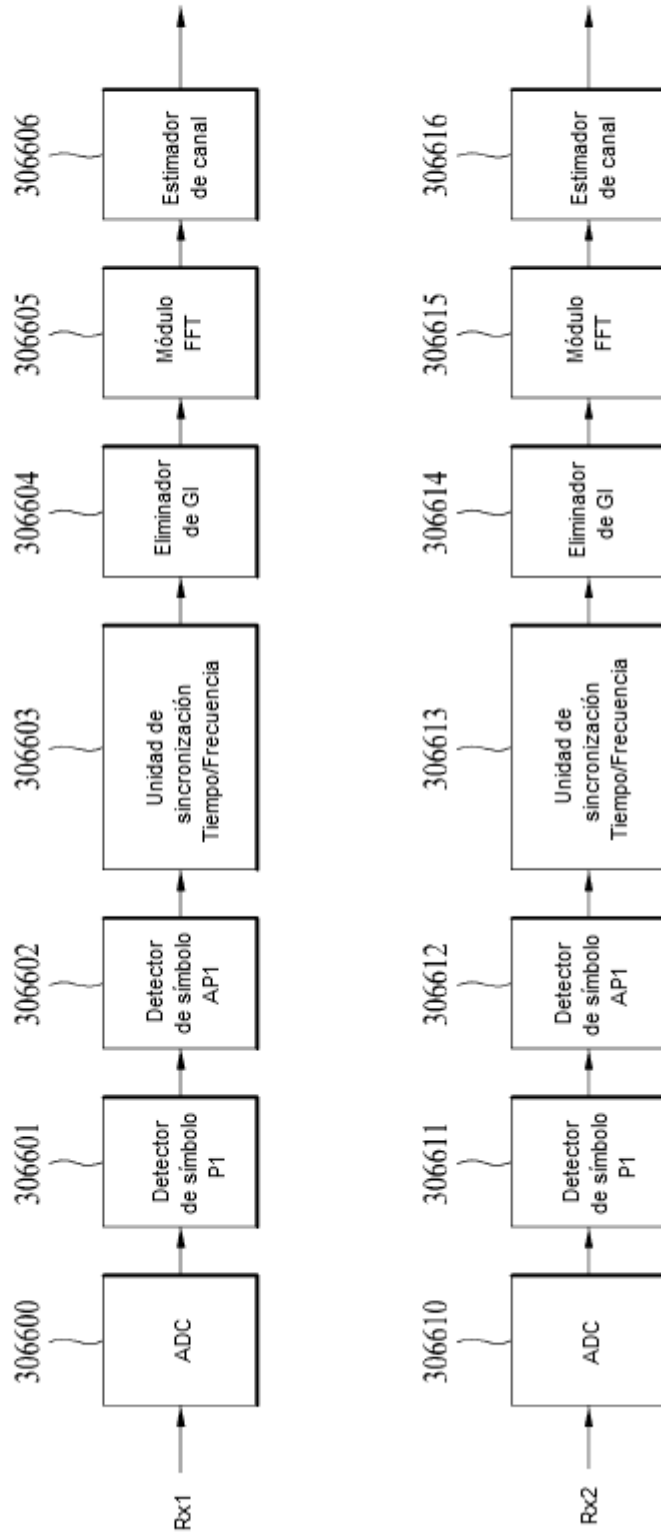 306600
306601
306602
306603
306604
306605
306606
Rx1
ADC
Detector
de símbolo
P1
Detector
de símbolo
AP1
Unidad de
sincronización
Tiempo/Frecuencia
Eliminador
de GI
Módulo
FFT
Estimador
de canal
306610
306611
306612
306613
306614
306615
306616
Rx2
ADC
Detector
de símbolo
P1
Detector
de símbolo
AP1
Unidad de
sincronización
Tiempo/Frecuencia
Eliminador
de GI
Módulo
FFT
Estimador
de canal